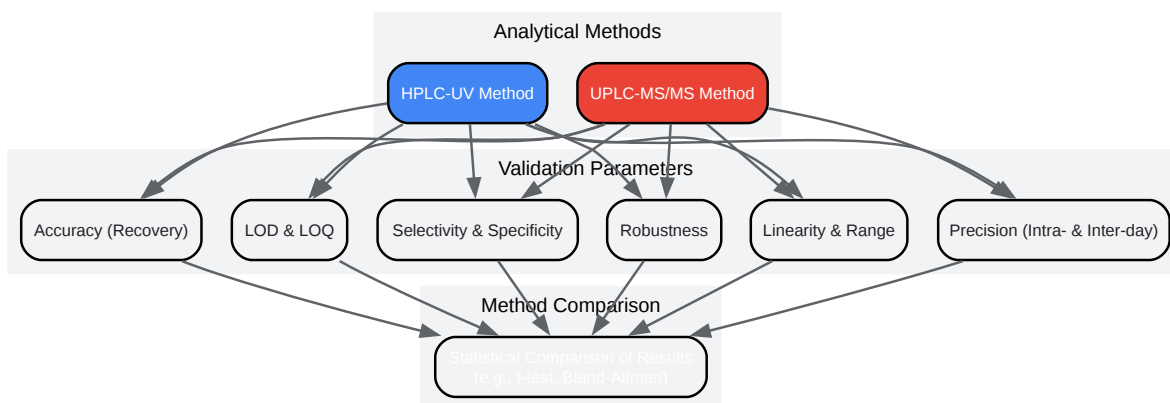 Analytical Methods
HPLC-UV Method
UPLC-MS/MS Method
Validation Parameters
Accuracy (Recovery)
LOD & LOQ
Selectivity & Specificity
Robustness
Linearity & Range
Precision (Intra- & Inter-day)
Method Comparison
Statistical Comparison of Results
(e.g., t-test, Bland-Altman)